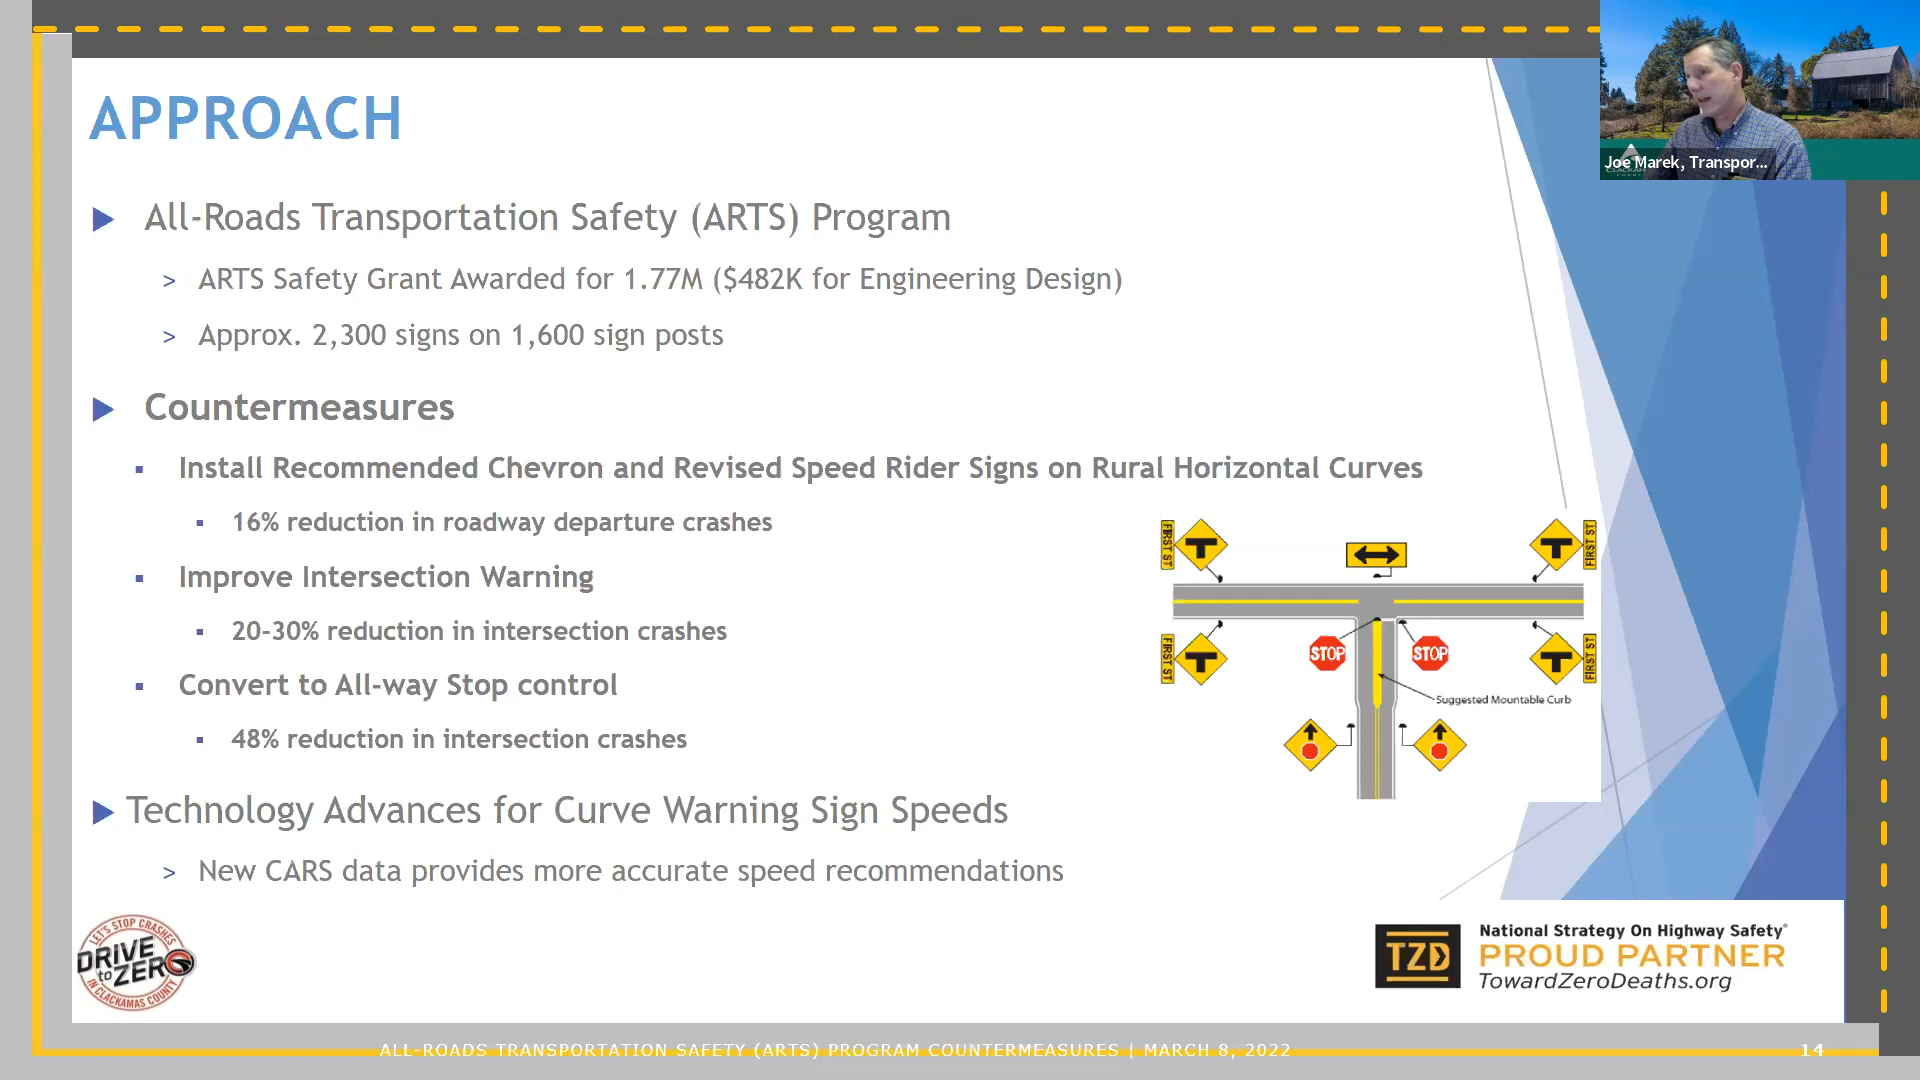 APPROACH
Joe Marek, Transpor...
All-Roads Transportation Safety (ARTS) Program
> ARTS Safety Grant Awarded for 1.77M ($482K for Engineering Design)
> Approx. 2,300 signs on 1,600 sign posts
Countermeasures
Install Recommended Chevron and Revised Speed Rider Signs on Rural Horizontal Curves
16% reduction in roadway departure crashes
Improve Intersection Warning
20-30% reduction in intersection crashes
Convert to All-way Stop control
48% reduction in intersection crashes
Technology Advances for Curve Warning Sign Speeds
> New CARS data provides more accurate speed recommendations
FIRST ST
FIRST ST
FIRST ST
STOP
STOP
FIRST ST
Suggested Mountable Curb
LET'S STOP CRASHES
DRIVE
to ZERO
IN CLACKAMAS COUNTY
TZD
National Strategy On Highway Safety®
PROUD PARTNER
TowardZeroDeaths.org
ALL-ROADS TRANSPORTATION SAFETY (ARTS) PROGRAM COUNTERMEASURES | MARCH 8, 2022
14